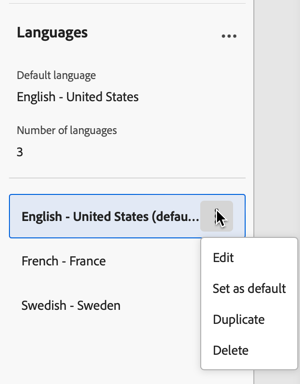 Languages
Default language
English - United States
Number of languages
3
English - United States (defau...
French - France
Swedish - Sweden
Edit
Set as default
Duplicate
Delete